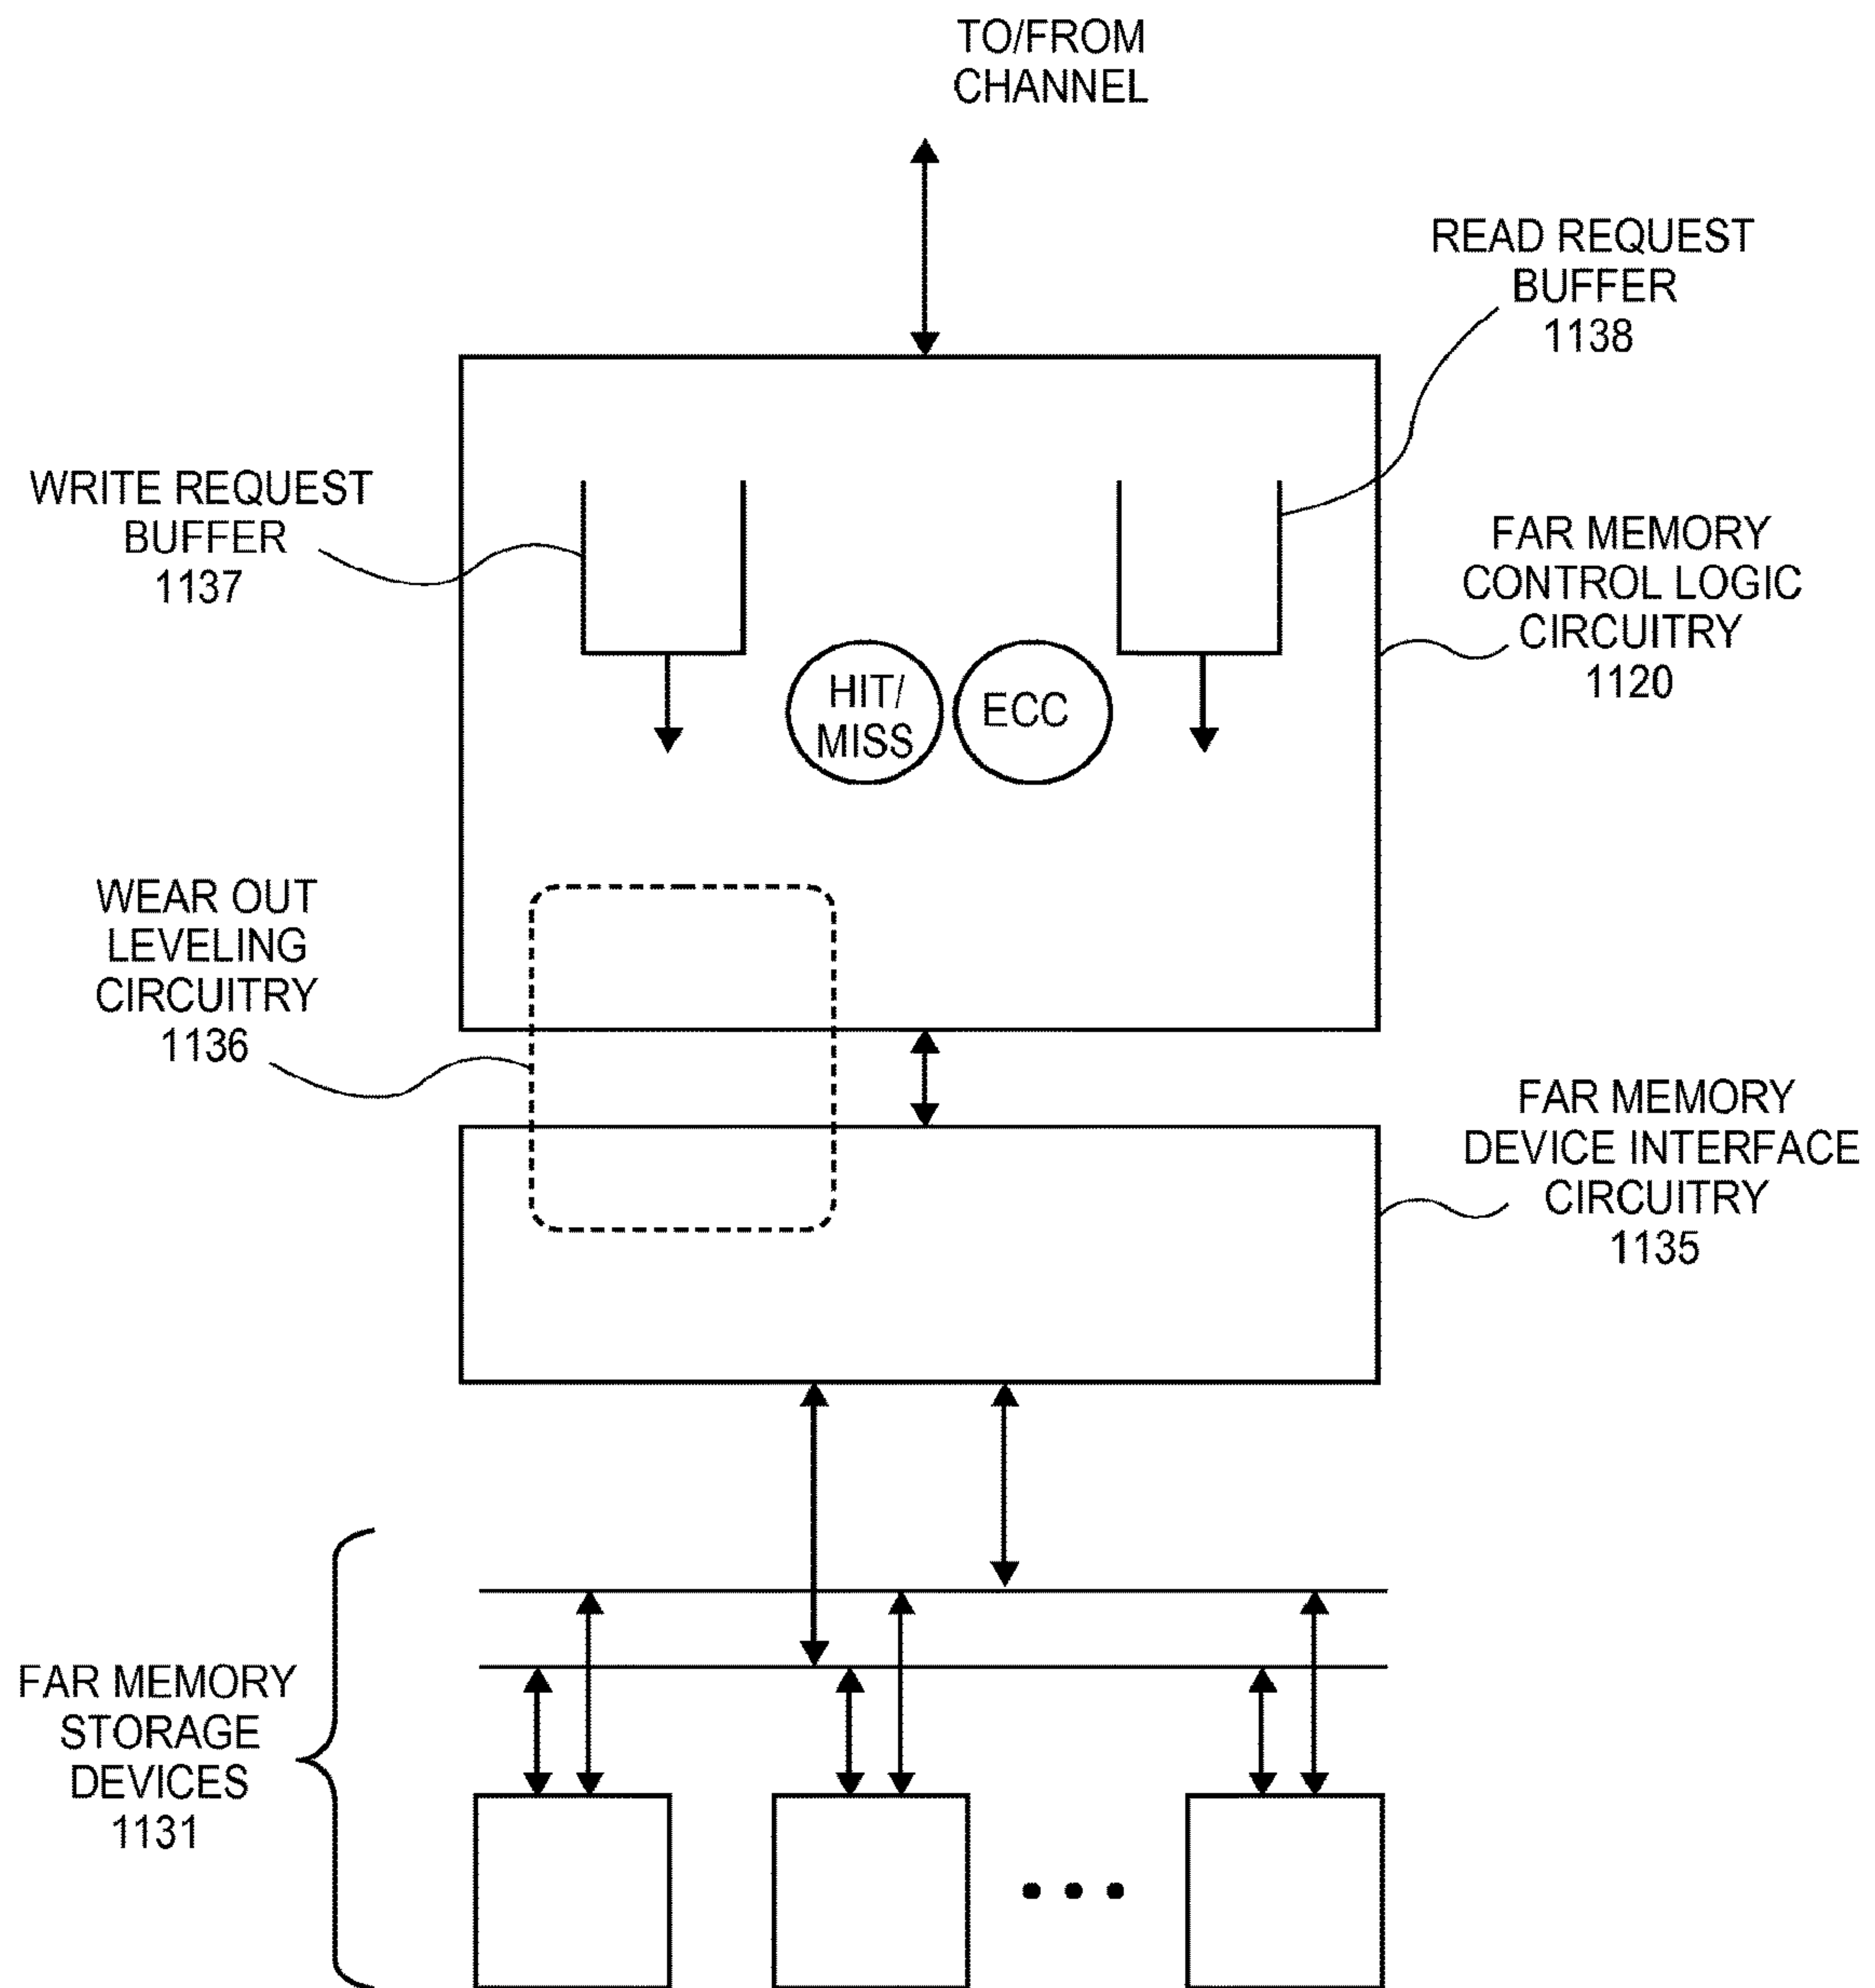 TO/FROM
CHANNEL
READ REQUEST
BUFFER
1138
WRITE REQUEST
BUFFER
1137
FAR MEMORY
CONTROL LOGIC
CIRCUITRY
1120
HIT/
MISS
ECC
WEAR OUT
LEVELING
CIRCUITRY
1136
FAR MEMORY
DEVICE INTERFACE
CIRCUITRY
1135
FAR MEMORY
STORAGE
DEVICES
1131